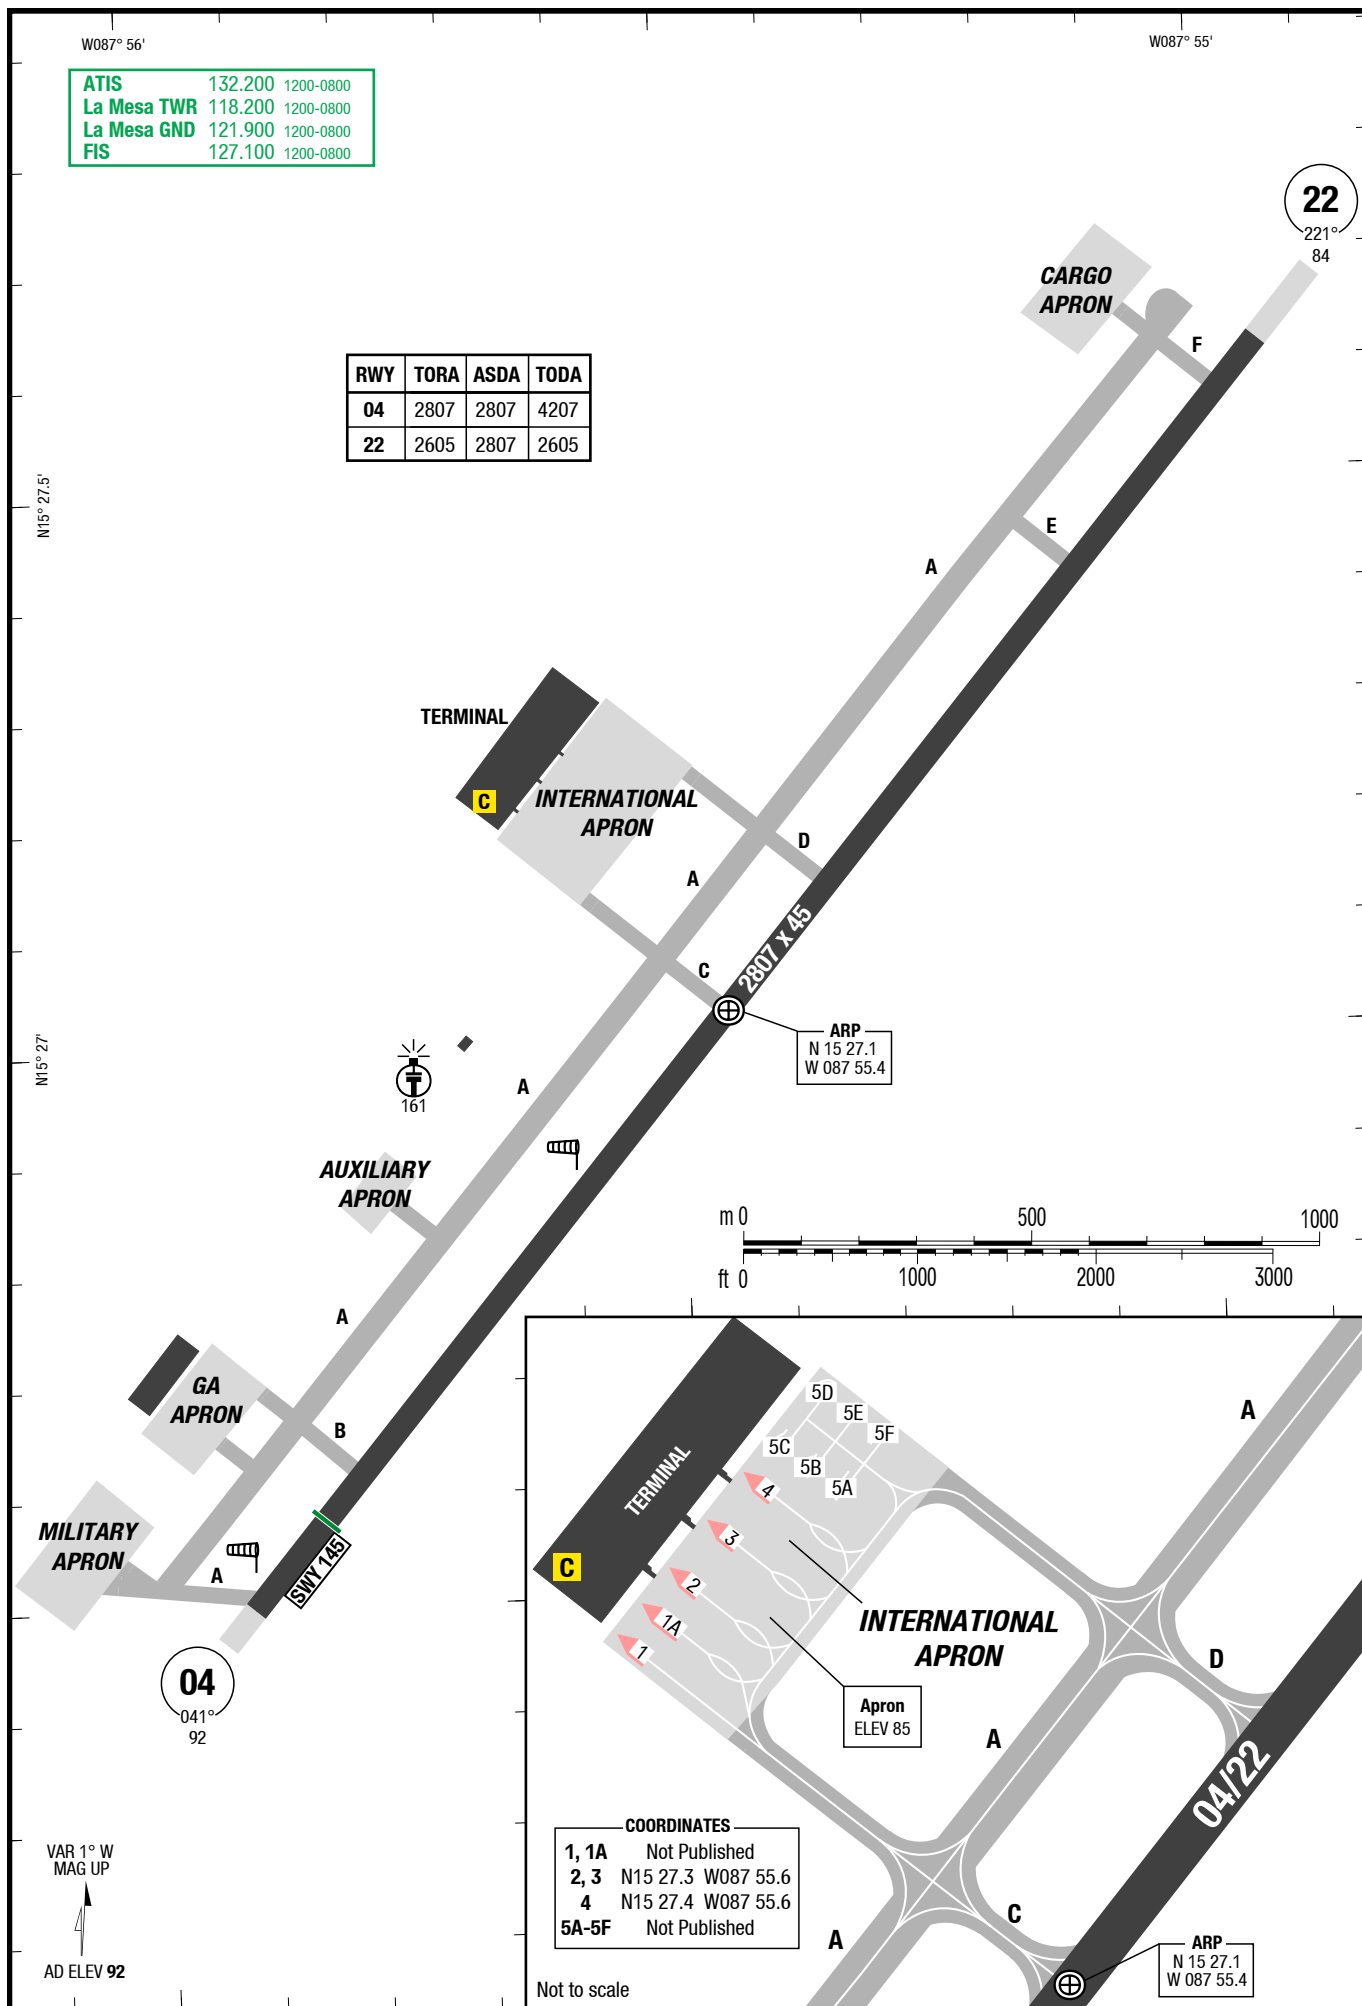 W087° 56'
W087° 55'
ATIS 132.200 1200-0800
La Mesa TWR 118.200 1200-0800
La Mesa GND 121.900 1200-0800
FIS 127.100 1200-0800
22
221°
84
CARGO
APRON
F
RWY TORA ASDA TODA
04 2807 2807 4207
22 2605 2807 2605
N15° 27.5'
E
A
TERMINAL
C
INTERNATIONAL
APRON
D
A
2807 x 45
C
ARP
N 15 27.1
W 087 55.4
N15° 27'
161
A
AUXILIARY
APRON
m 0 500 1000
ft 0 1000 2000 3000
A
GA
APRON
B
MILITARY
APRON
A
SWY 145
04
041°
92
5D
5E
5F
5C
5B
5A
A
TERMINAL
4
3
2
1A
1
C
INTERNATIONAL
APRON
D
Apron
ELEV 85
A
04/22
COORDINATES
1, 1A Not Published
2, 3 N15 27.3 W087 55.6
4 N15 27.4 W087 55.6
5A-5F Not Published
C
A
ARP
N 15 27.1
W 087 55.4
Not to scale
VAR 1° W
MAG UP
AD ELEV 92